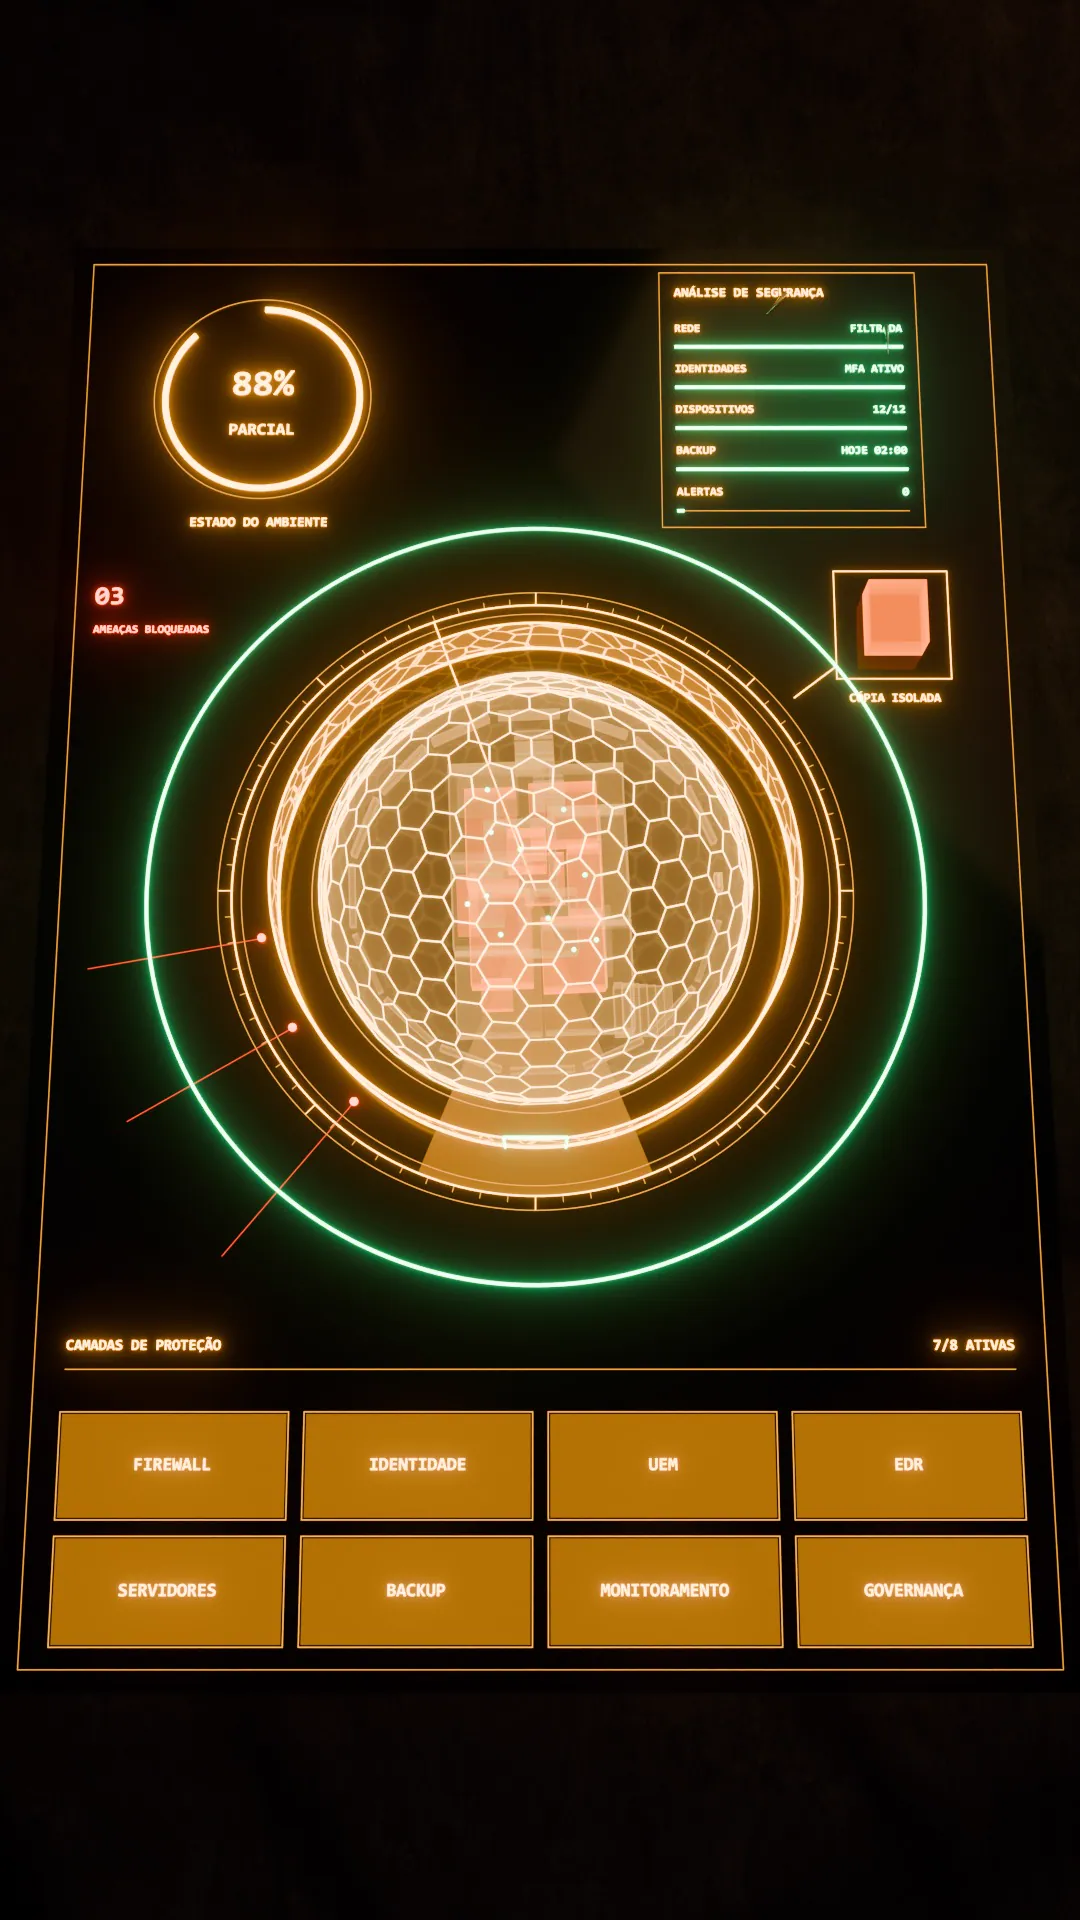 88%
PARCIAL
ESTADO DO AMBIENTE
ANÁLISE DE SEGURANÇA
REDE FILTRADA
IDENTIDADES MFA ATIVO
DISPOSITIVOS 12/12
BACKUP HOJE 02:00
ALERTAS 0
03
AMEAÇAS BLOQUEADAS
CÓPIA ISOLADA
CAMADAS DE PROTEÇÃO 7/8 ATIVAS
FIREWALL IDENTIDADE UEM EDR
SERVIDORES BACKUP MONITORAMENTO GOVERNANÇA